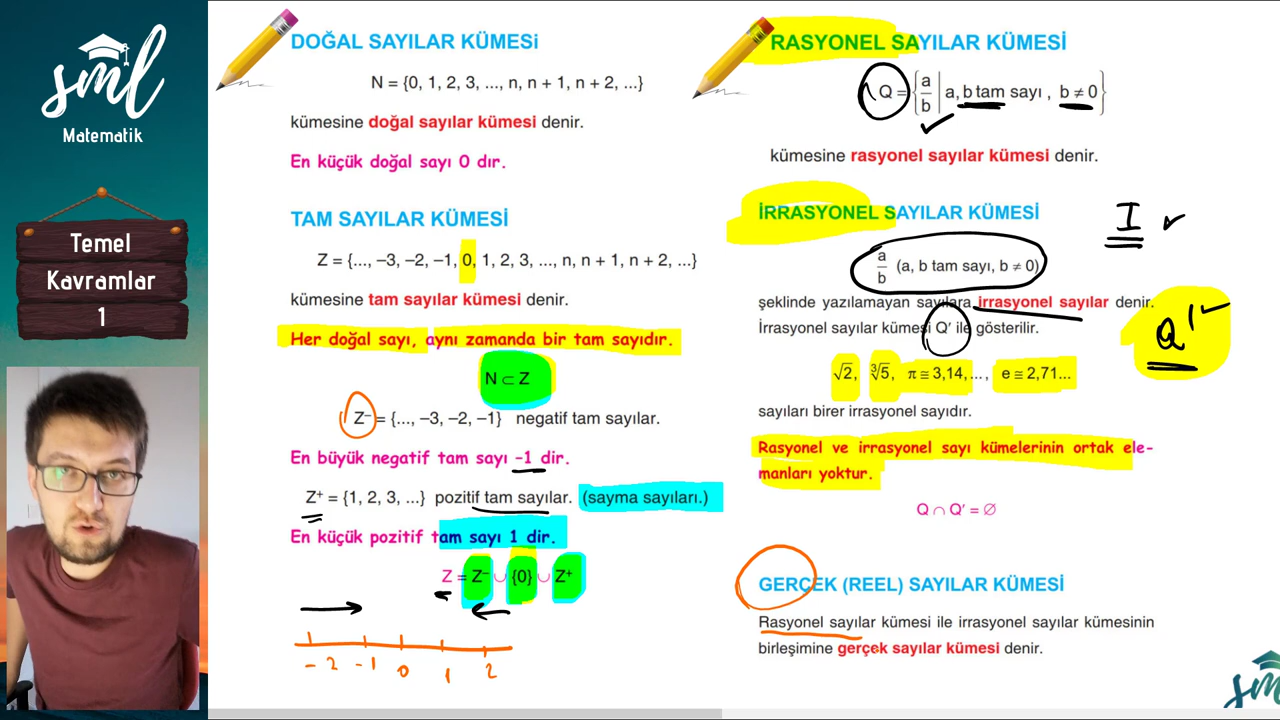 sml
Matematik
Temel
Kavramlar
1
DOĞAL SAYILAR KÜMESi
N = {0, 1, 2, 3, ..., n, n + 1, n + 2, ...}
kümesine doğal sayılar kümesi denir.
En küçük doğal sayı 0 dır.
TAM SAYILAR KÜMESİ
Z = {..., −3, −2, −1, 0, 1, 2, 3, ..., n, n + 1, n + 2, ...}
kümesine tam sayılar kümesi denir.
Her doğal sayı, aynı zamanda bir tam sayıdır.
N ⊂ Z
Z⁻ = {..., −3, −2, −1} negatif tam sayılar.
En büyük negatif tam sayı −1 dir.
Z⁺ = {1, 2, 3, ...} pozitif tam sayılar. (sayma sayıları.)
En küçük pozitif tam sayı 1 dir.
Z = Z⁻ ∪ {0} ∪ Z⁺
-2 -1 0 1 2
RASYONEL SAYILAR KÜMESİ
Q = {a/b | a, b tam sayı , b ≠ 0}
kümesine rasyonel sayılar kümesi denir.
İRRASYONEL SAYILAR KÜMESİ
I
a/b (a, b tam sayı, b ≠ 0)
şeklinde yazılamayan sayılara irrasyonel sayılar denir.
İrrasyonel sayılar kümesi Q′ ile gösterilir.
Q'
√2, ∛5, π ≅ 3,14,..., e ≅ 2,71...
sayıları birer irrasyonel sayıdır.
Rasyonel ve irrasyonel sayı kümelerinin ortak ele-
manları yoktur.
Q ∩ Q′ = ∅
GERÇEK (REEL) SAYILAR KÜMESİ
Rasyonel sayılar kümesi ile irrasyonel sayılar kümesinin
birleşimine gerçek sayılar kümesi denir.
sml